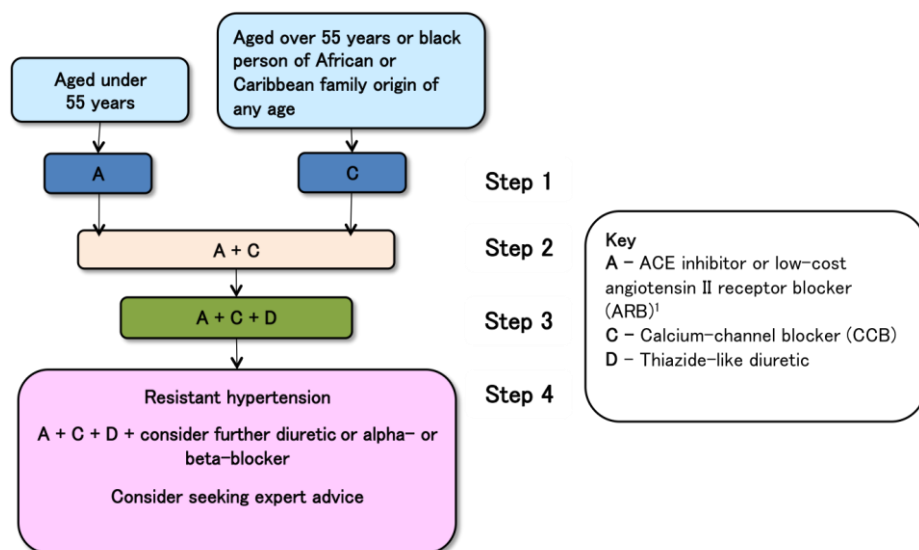 Aged under
55 years
Aged over 55 years or black
person of African or
Caribbean family origin of
any age
A
C
Step 1
A + C
Step 2
A + C + D
Step 3
Resistant hypertension
A + C + D + consider further diuretic or alpha- or
beta-blocker
Consider seeking expert advice
Step 4
Key
A – ACE inhibitor or low-cost
angiotensin II receptor blocker
(ARB)¹
C – Calcium-channel blocker (CCB)
D – Thiazide-like diuretic